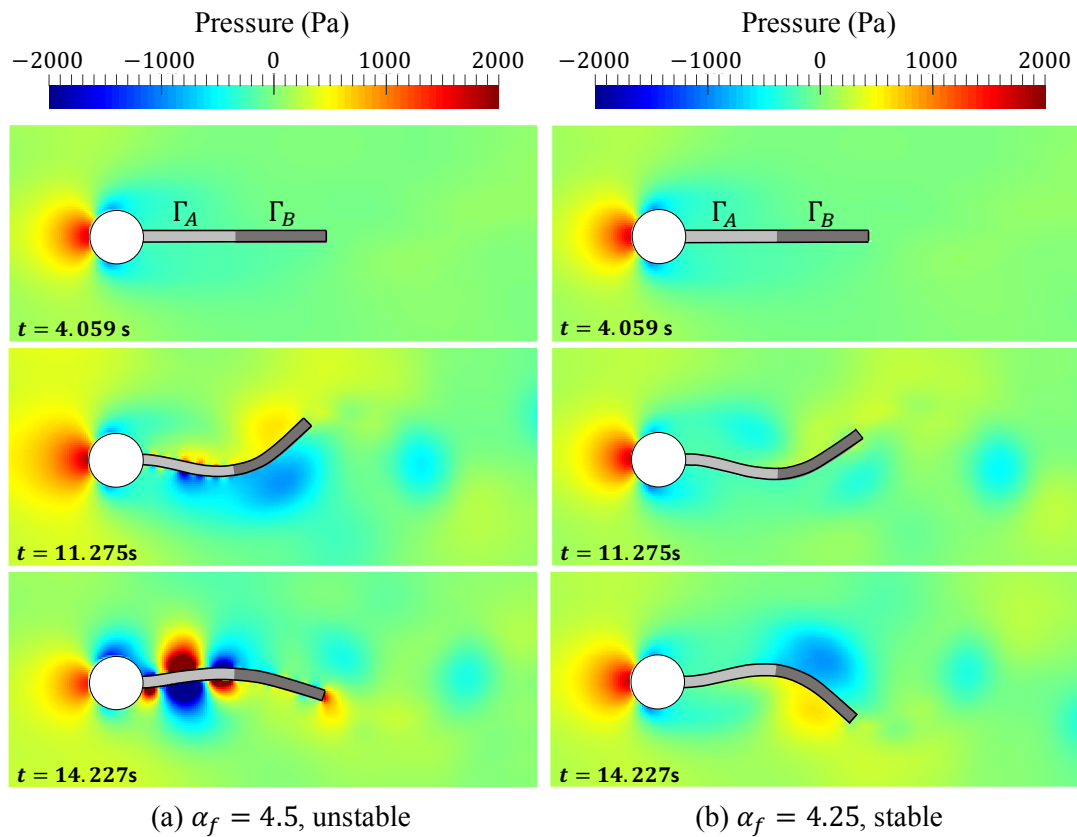 Pressure (Pa)
−2000 −1000 0 1000 2000
Γ_A Γ_B
t = 4.059 s
t = 11.275s
t = 14.227s
(a) α_f = 4.5, unstable
Pressure (Pa)
−2000 −1000 0 1000 2000
Γ_A Γ_B
t = 4.059 s
t = 11.275s
t = 14.227s
(b) α_f = 4.25, stable